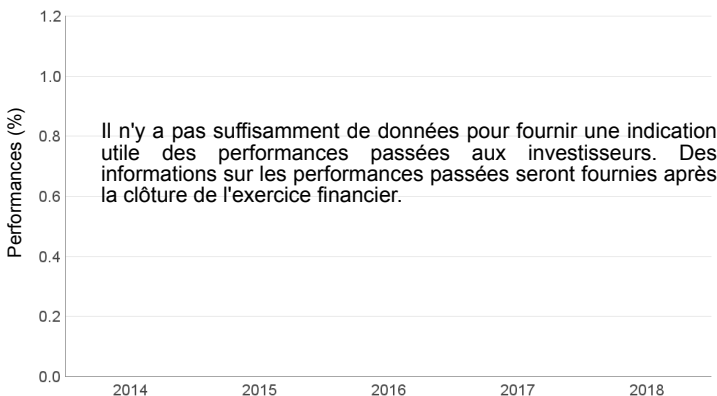 1.2
1.0
0.8
0.6
0.4
0.2
0.0
Performances (%)
Il n'y a pas suffisamment de données pour fournir une indication
utile des performances passées aux investisseurs. Des
informations sur les performances passées seront fournies après
la clôture de l'exercice financier.
2014 2015 2016 2017 2018